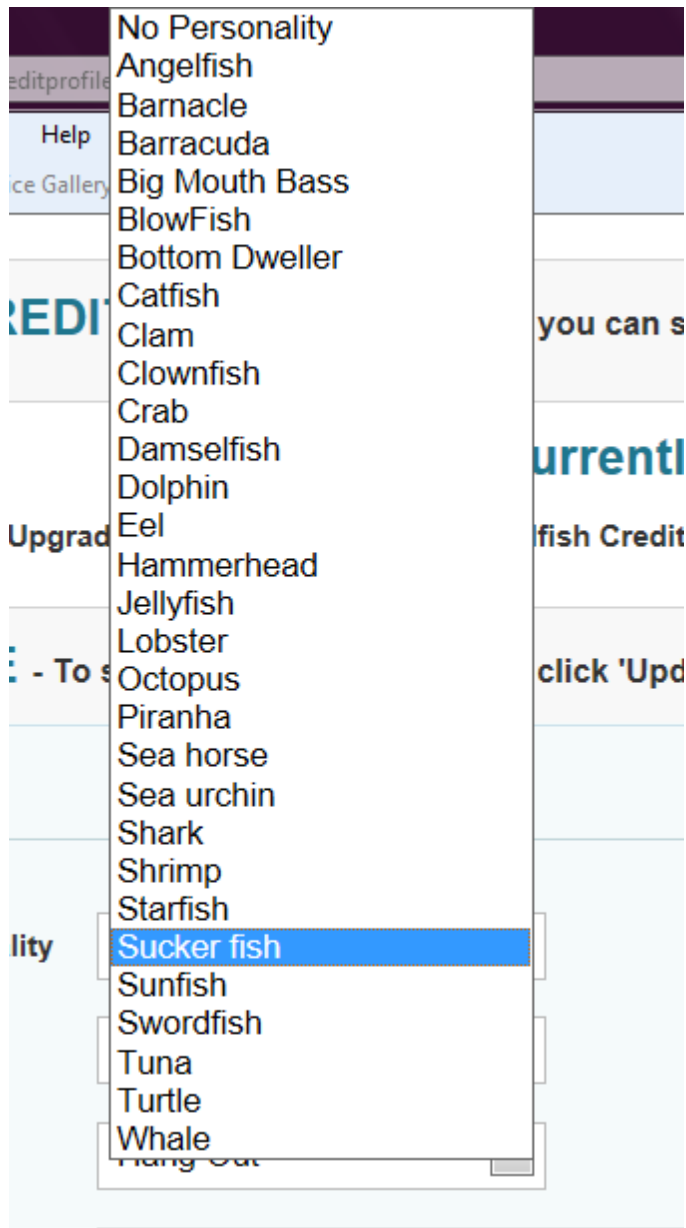 No Personality
editprofile
Angelfish
Barnacle
Help
Barracuda
ice Gallery
Big Mouth Bass
BlowFish
Bottom Dweller
Catfish
REDIT
you can s
Clam
Clownfish
Crab
Damselfish
urrentl
Dolphin
Upgrad
Eel
lfish Credit
Hammerhead
Jellyfish
Lobster
- To s
Octopus
click 'Upd
Piranha
Sea horse
Sea urchin
Shark
Shrimp
Starfish
lity
Sucker fish
Sunfish
Swordfish
Tuna
Turtle
Whale
Hang Out